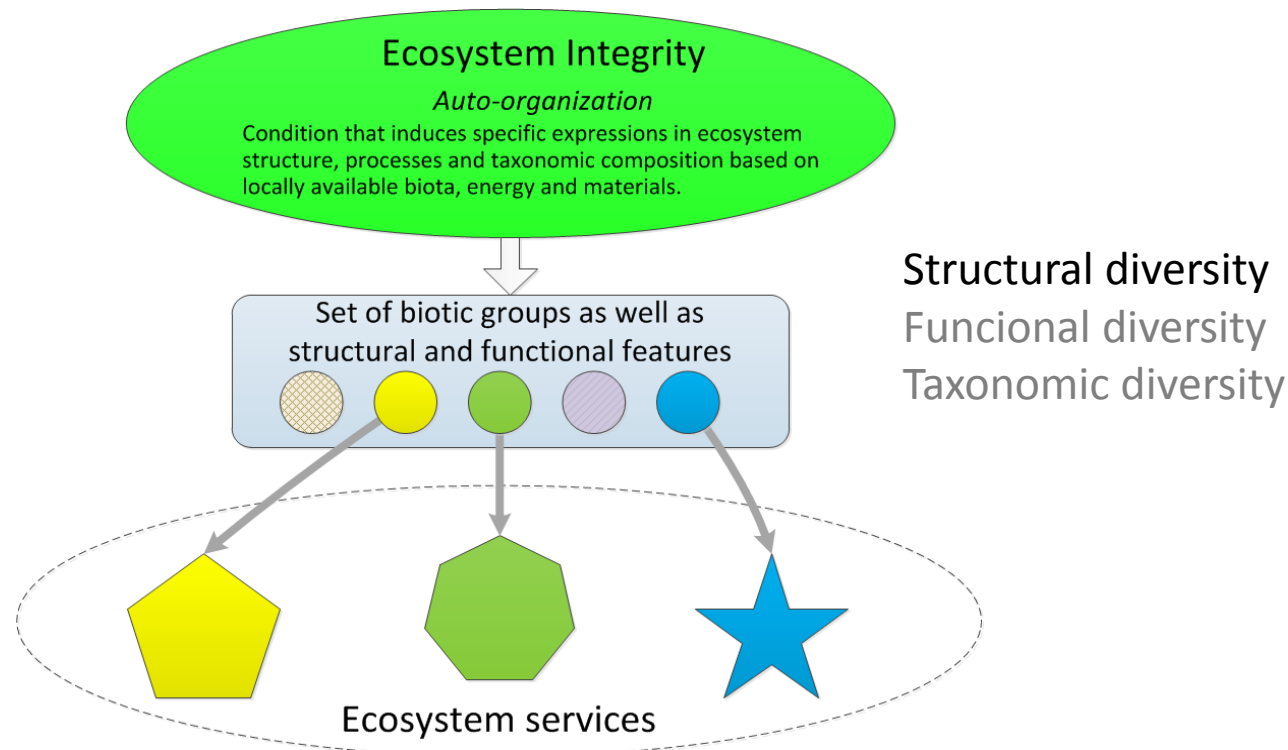 Ecosystem Integrity
Auto-organization
Condition that induces specific expressions in ecosystem
structure, processes and taxonomic composition based on
locally available biota, energy and materials.
Set of biotic groups as well as
structural and functional features
Structural diversity
Funcional diversity
Taxonomic diversity
Ecosystem services